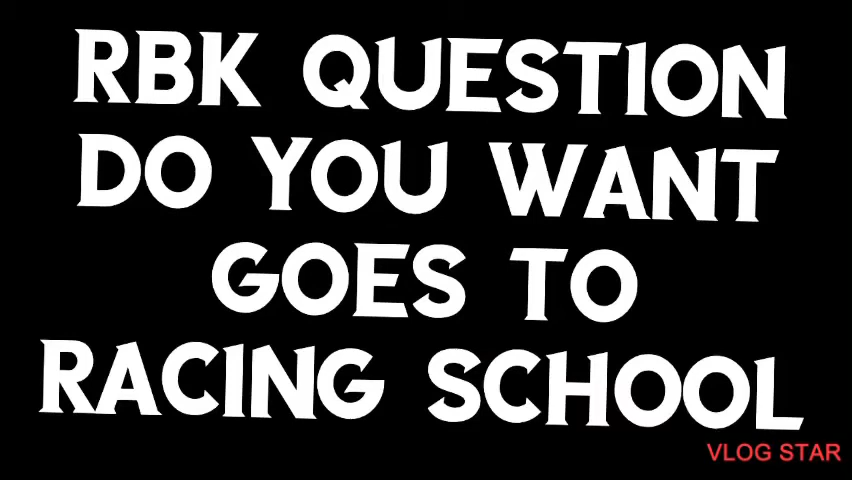 RBK QUESTION
DO YOU WANT
GOES TO
RACING SCHOOL
VLOG STAR